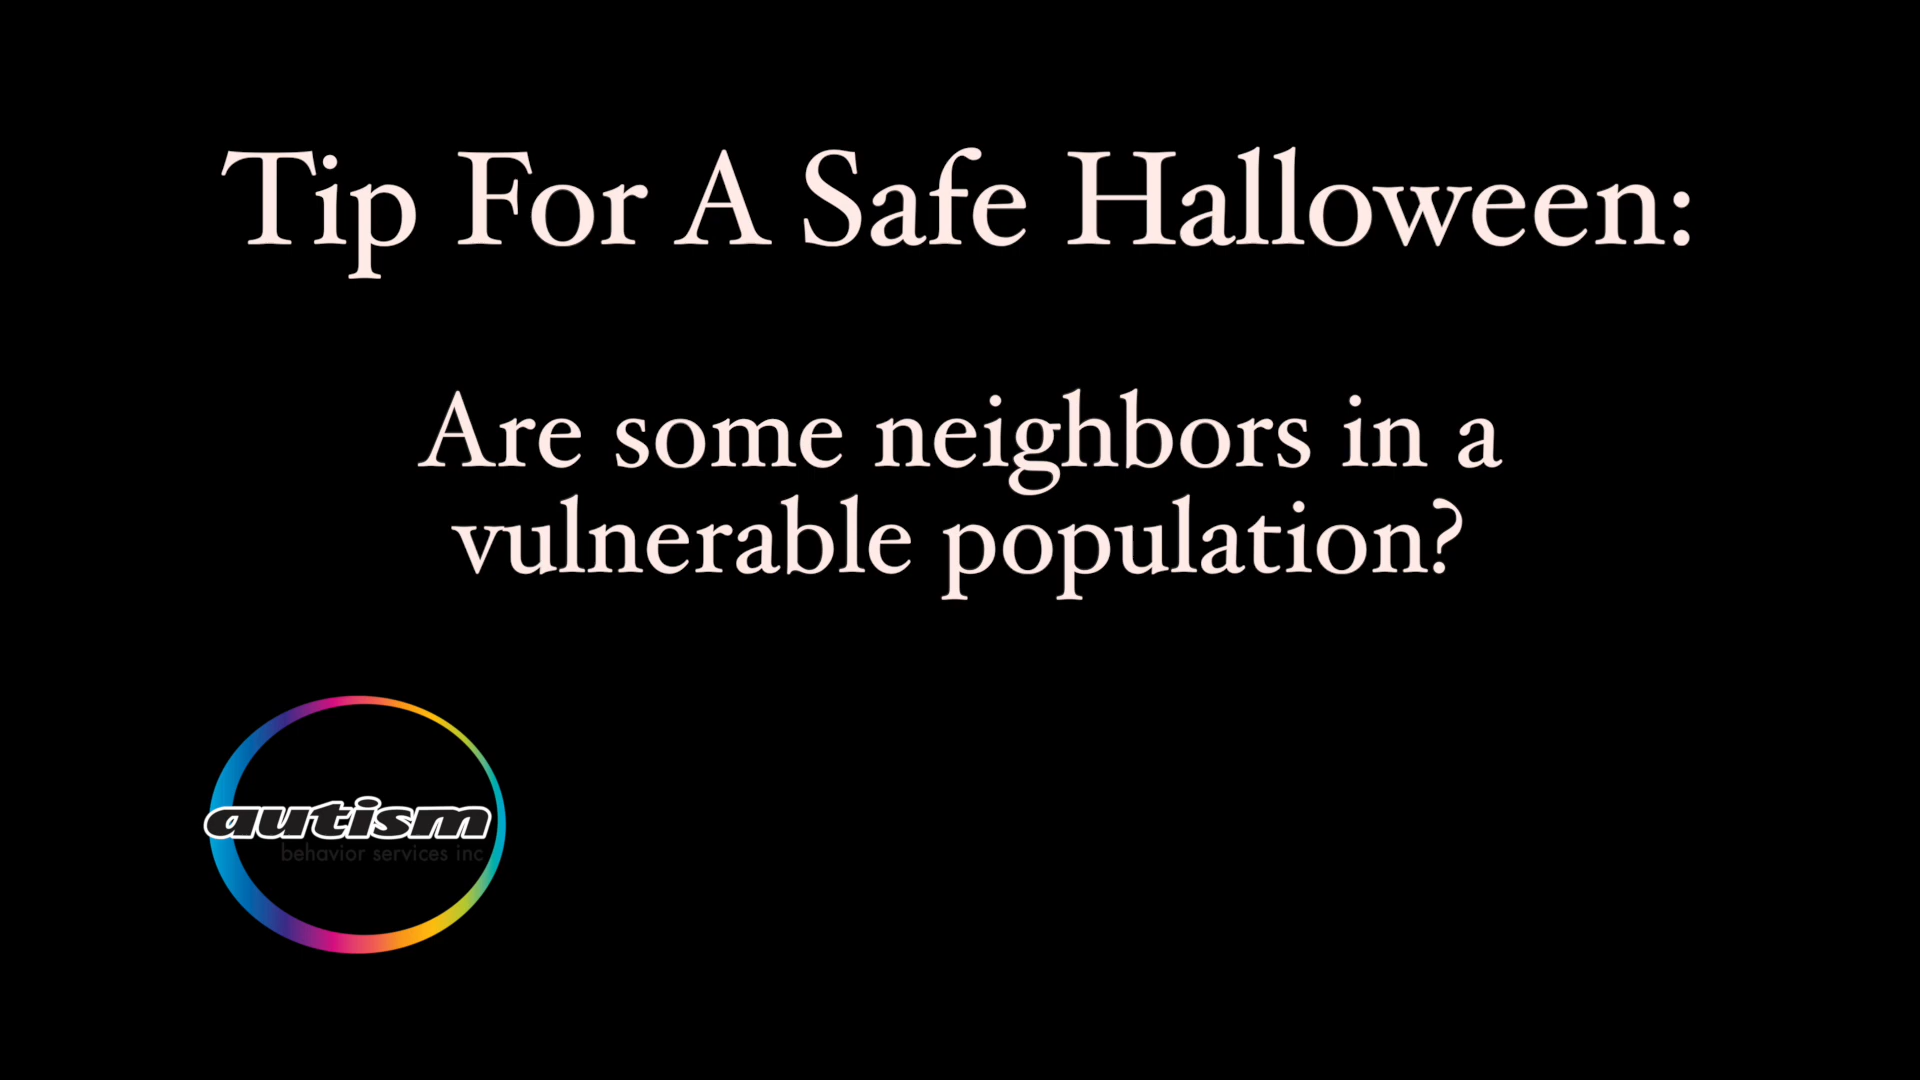 Tip For A Safe Halloween:
Are some neighbors in a
vulnerable population?
autism
behavior services inc